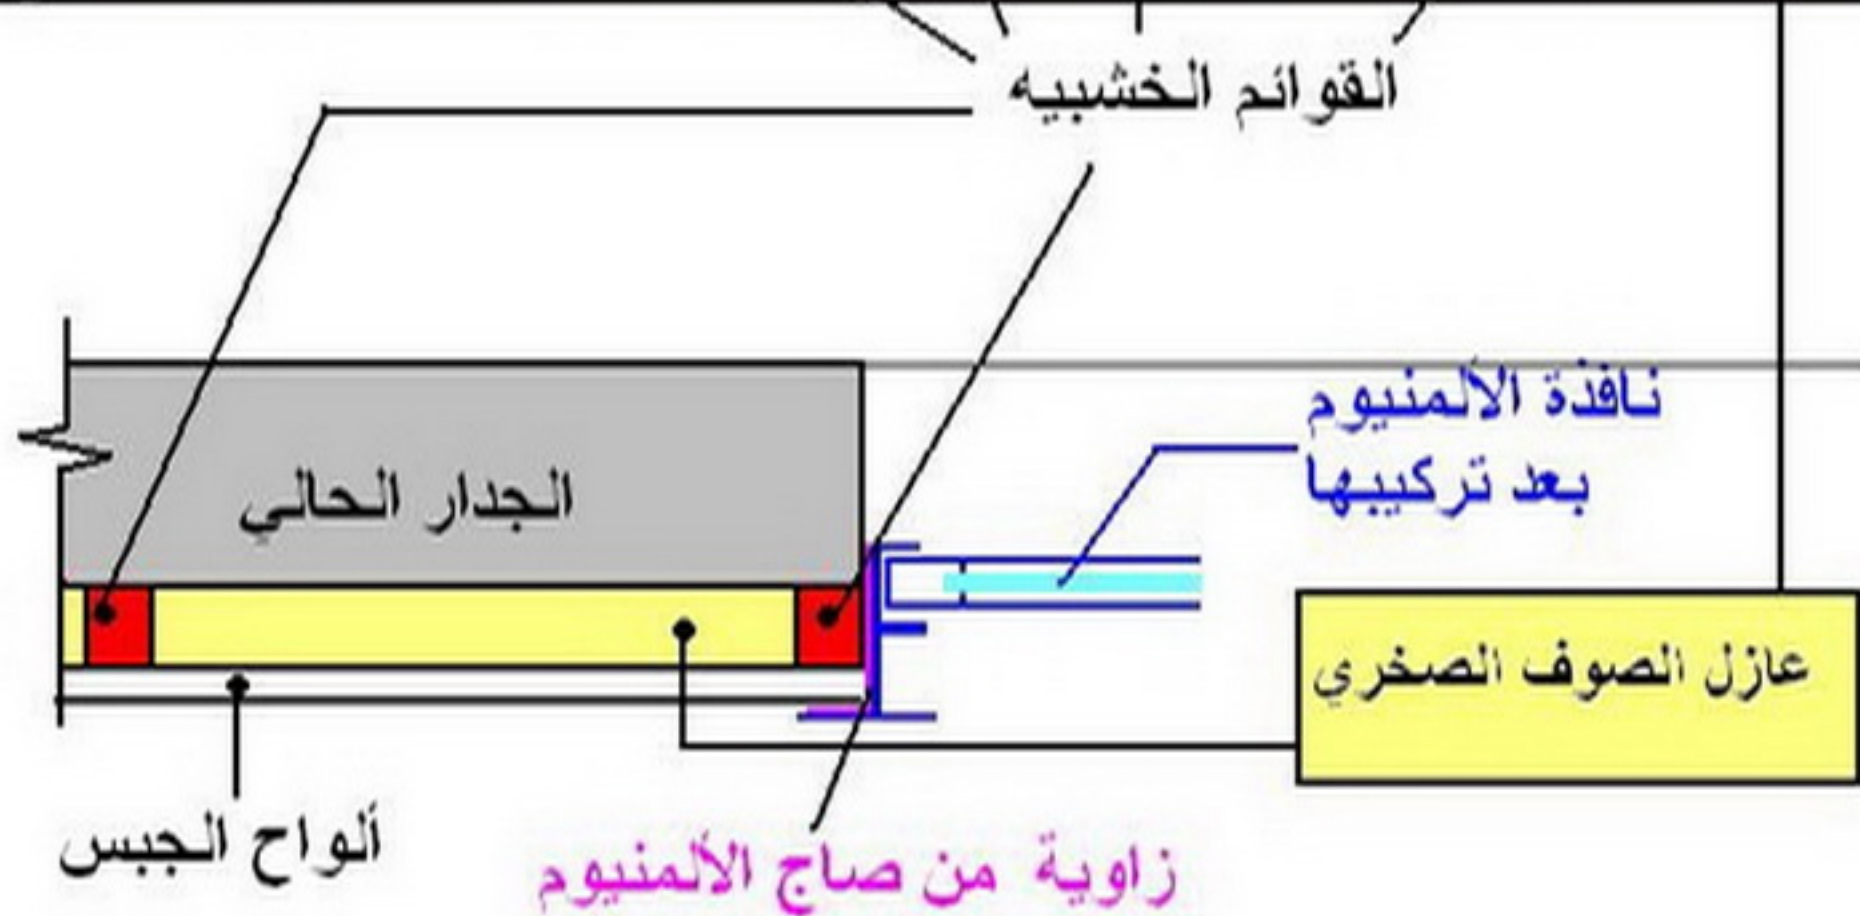 القوائم الخشبيه
نافذة الألمنيوم
بعد تركيبها
الجدار الحالي
عازل الصوف الصخري
ألواح الجبس
زاوية من صاج الألمنيوم